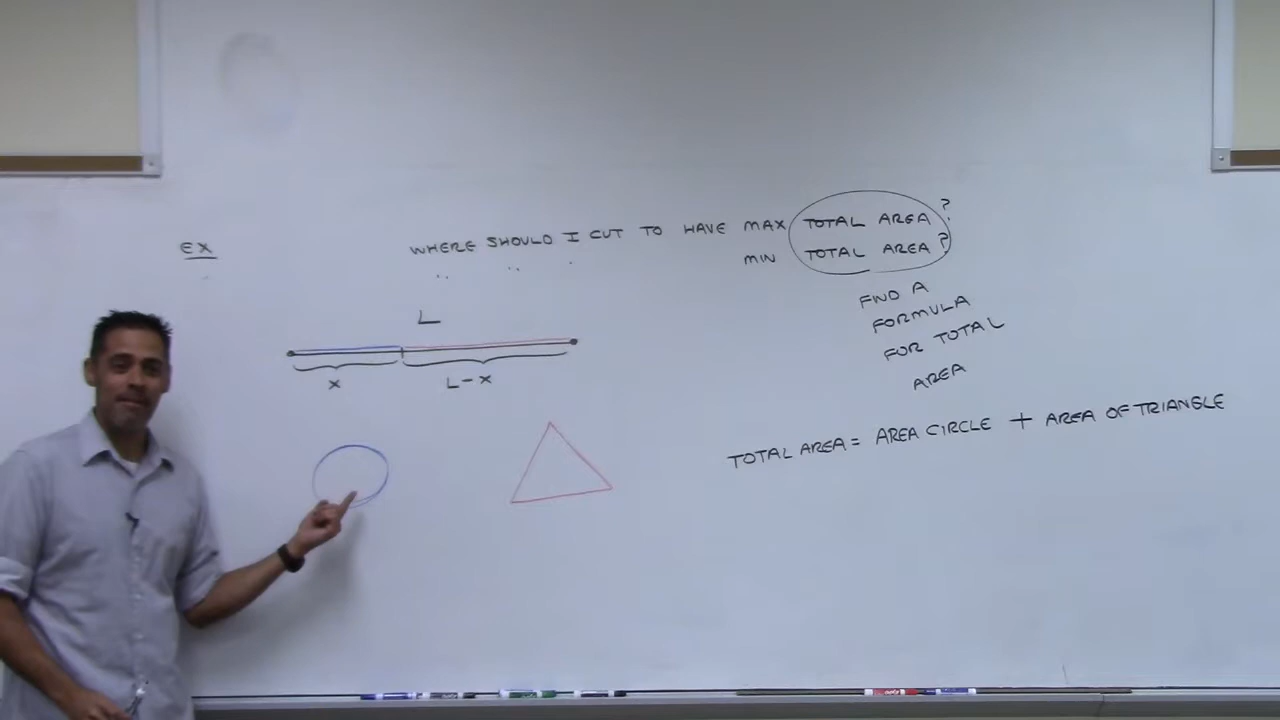 EX
WHERE SHOULD I CUT TO HAVE MAX TOTAL AREA?
" " " MIN TOTAL AREA?
FIND A
FORMULA
FOR TOTAL
AREA
L
x L-x
TOTAL AREA = AREA CIRCLE + AREA OF TRIANGLE